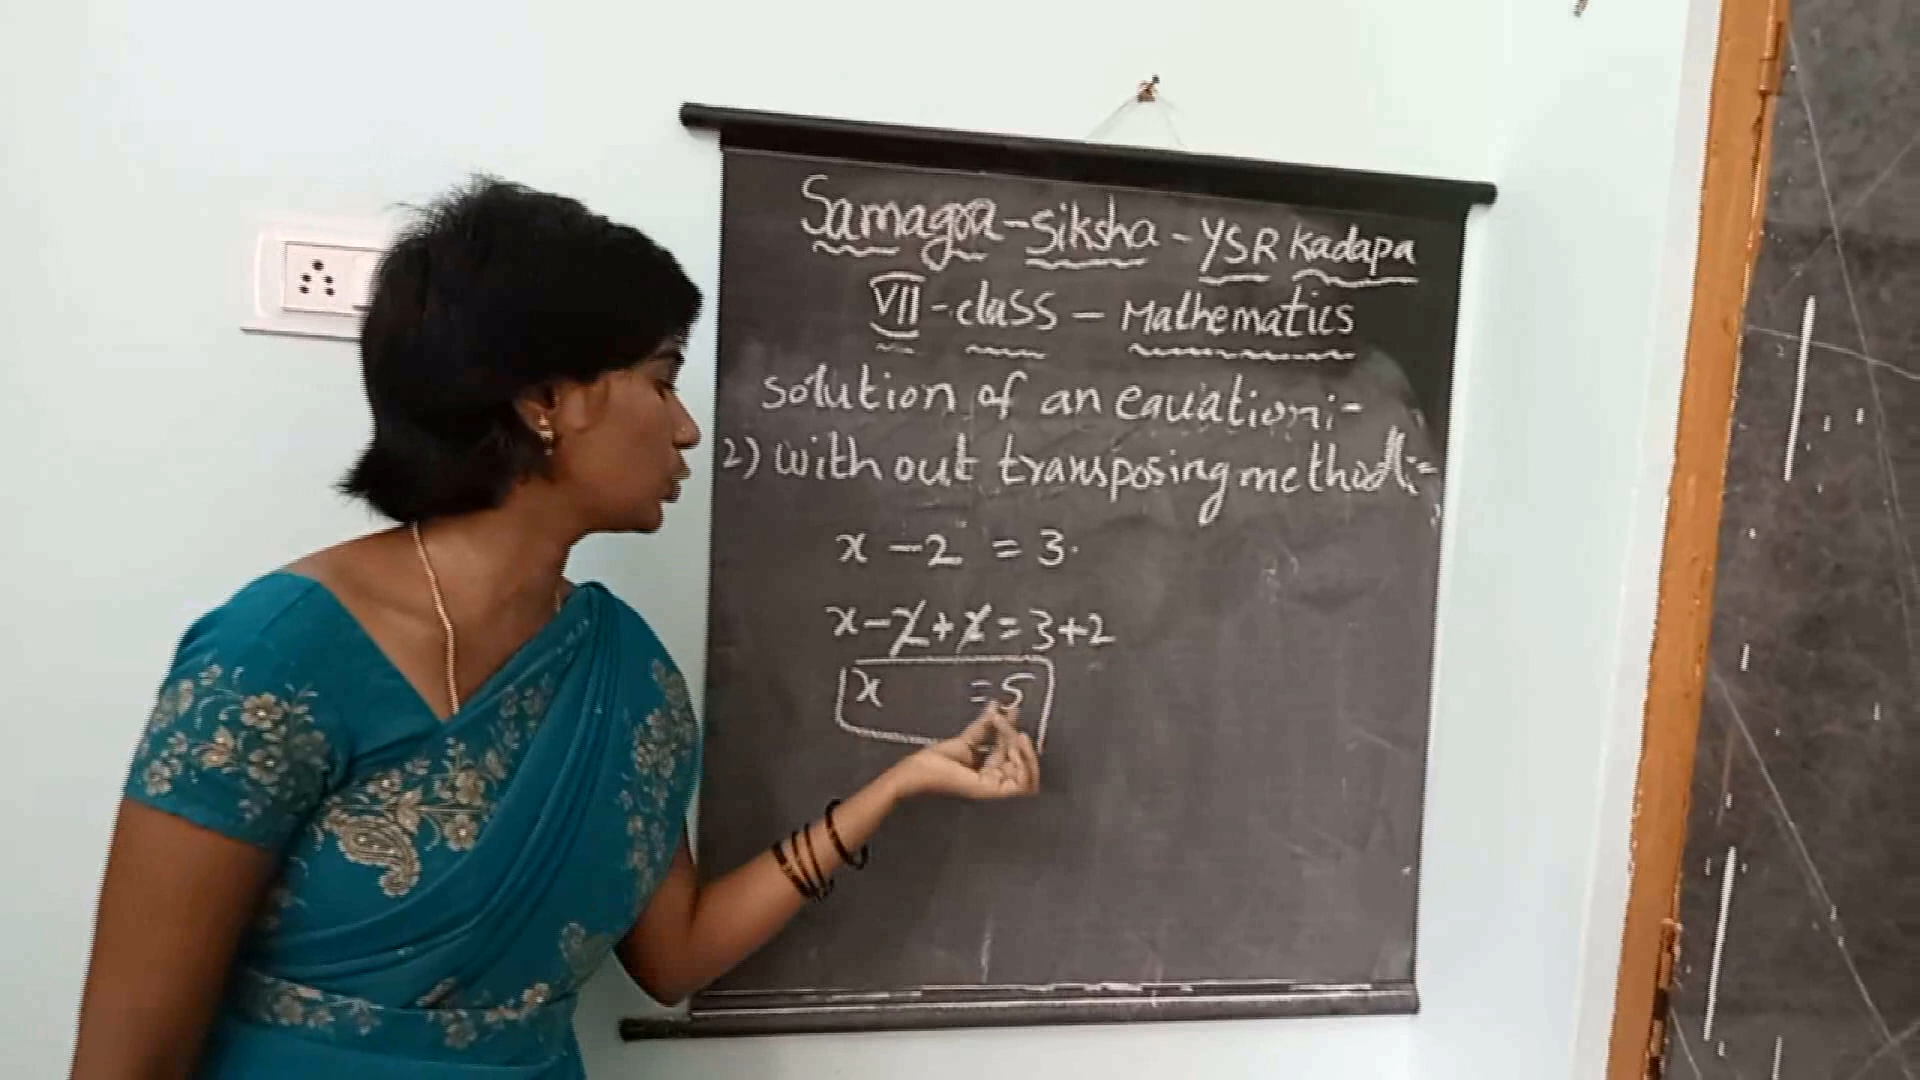 Samagra-Siksha-YSR Kadapa
VII-class-Mathematics
solution of an eauation:-
2) with out transposing method:-
x - 2 = 3.
x-2+2=3+2
x =5